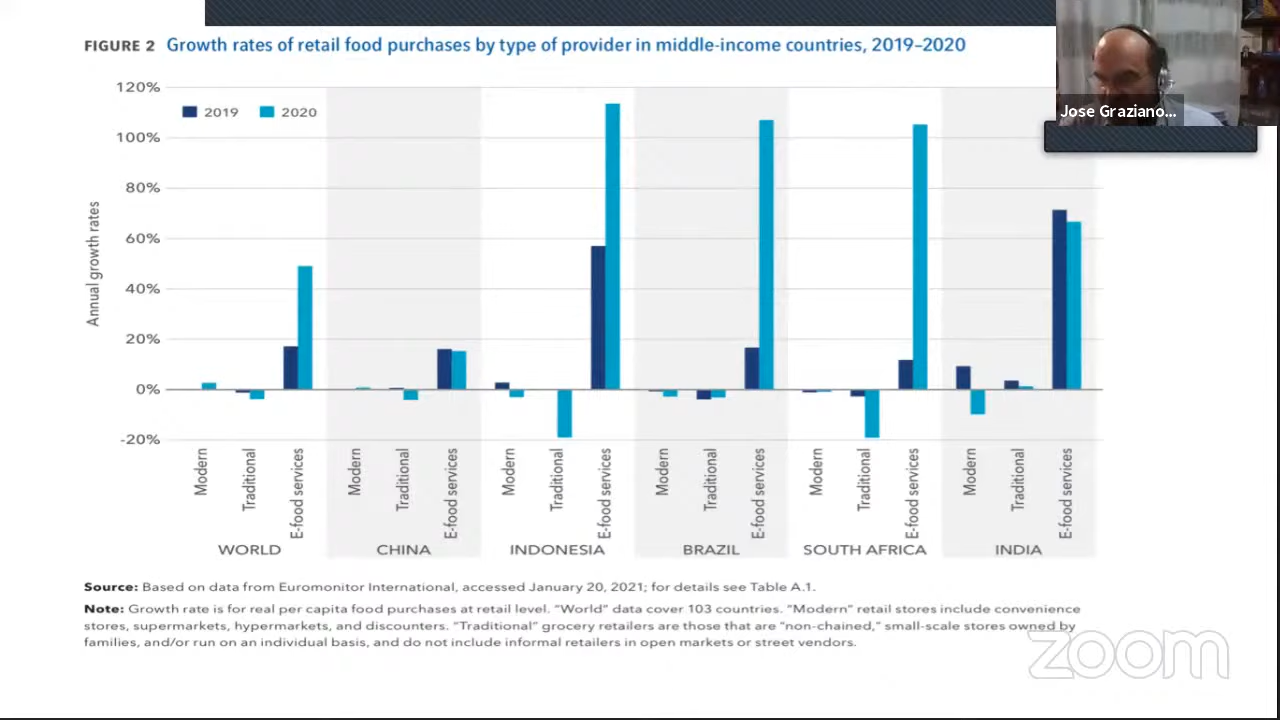 FIGURE 2 Growth rates of retail food purchases by type of provider in middle-income countries, 2019–2020
Jose Graziano...
2019 2020
Annual growth rates
120%
100%
80%
60%
40%
20%
0%
-20%
Modern Traditional E-food services Modern Traditional E-food services Modern Traditional E-food services Modern Traditional E-food services Modern Traditional E-food services Modern Traditional E-food services
WORLD CHINA INDONESIA BRAZIL SOUTH AFRICA INDIA
Source: Based on data from Euromonitor International, accessed January 20, 2021; for details see Table A.1.
Note: Growth rate is for real per capita food purchases at retail level. "World" data cover 103 countries. "Modern" retail stores include convenience
stores, supermarkets, hypermarkets, and discounters. "Traditional" grocery retailers are those that are "non-chained," small-scale stores owned by
families, and/or run on an individual basis, and do not include informal retailers in open markets or street vendors.
zoom